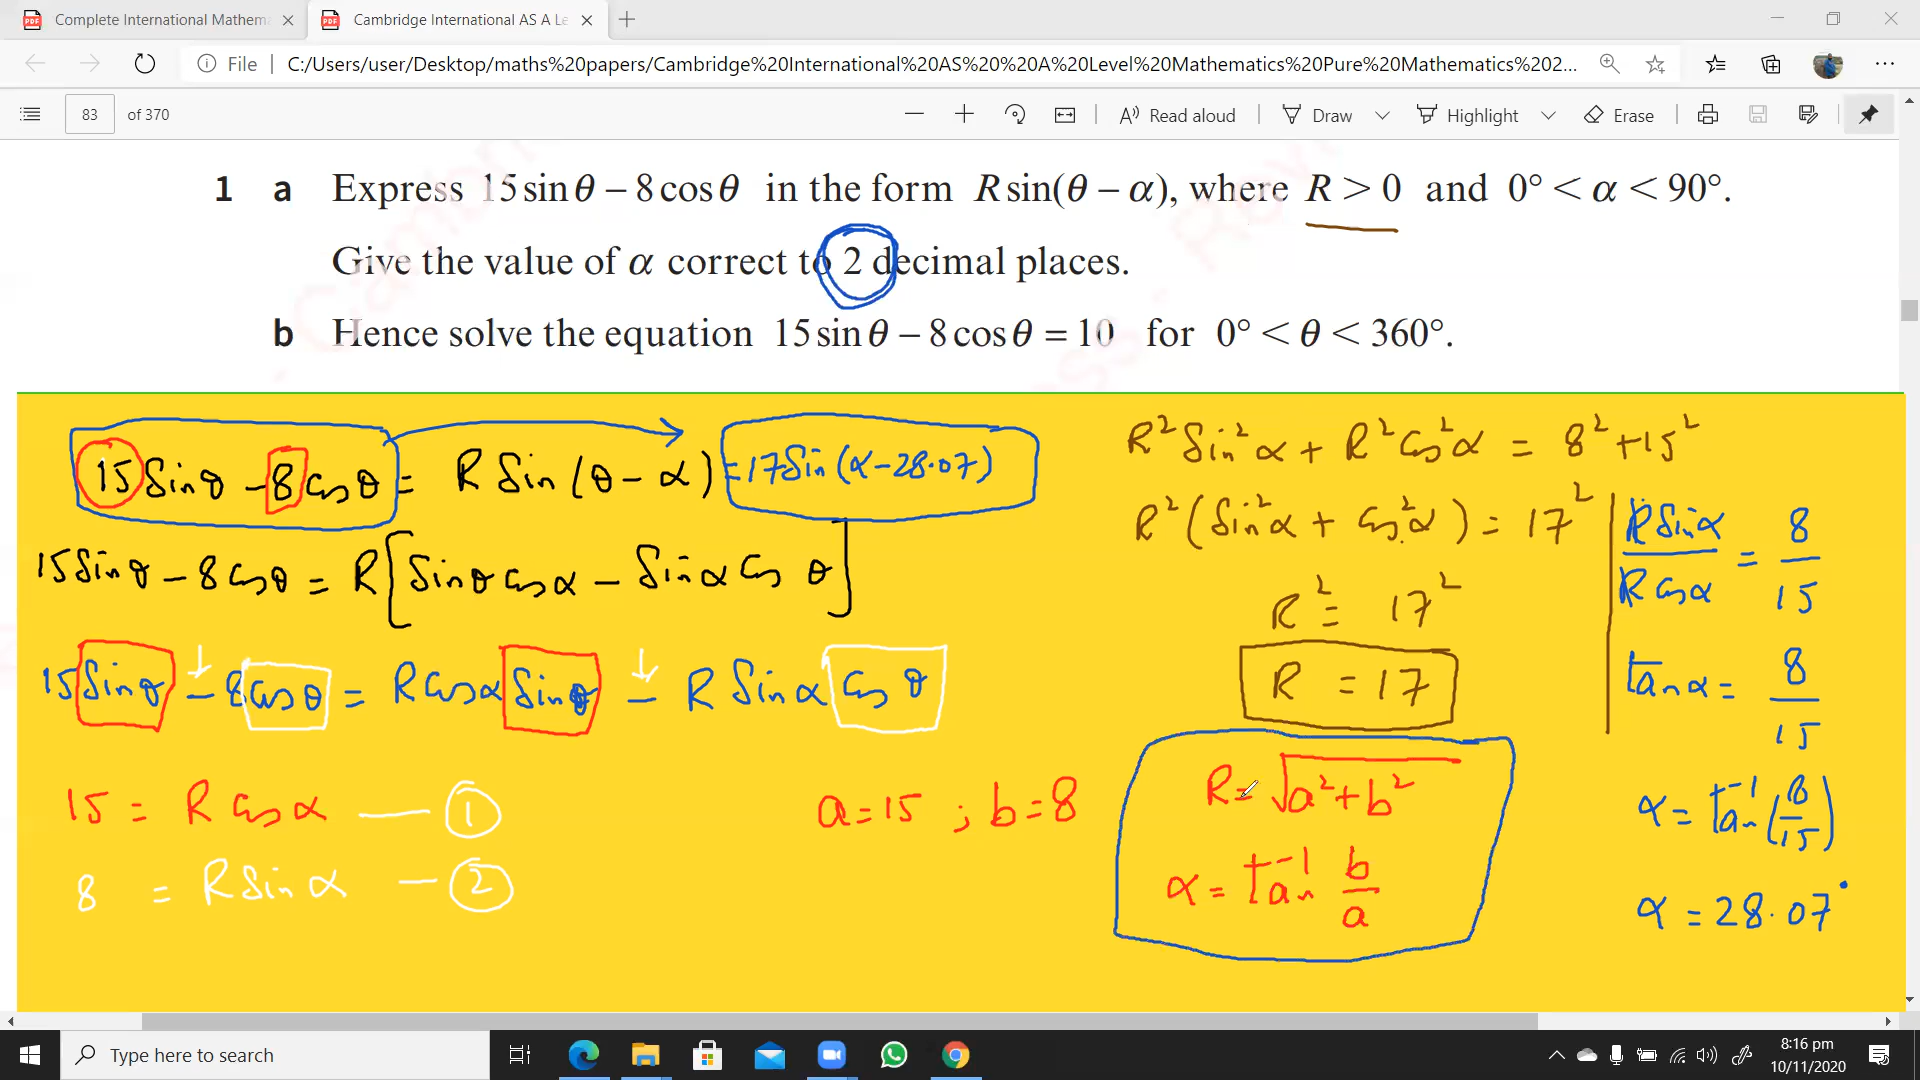 Complete International Mathem
Cambridge International AS A Le
File
C:/Users/user/Desktop/maths%20papers/Cambridge%20International%20AS%20%20A%20Level%20Mathematics%20Pure%20Mathematics%202...
83 of 370
Read aloud
Draw
Highlight
Erase
1 a Express 15 sin θ − 8 cos θ in the form R sin(θ − α), where R > 0 and 0° < α < 90°.
Give the value of α correct to 2 decimal places.
b Hence solve the equation 15 sin θ − 8 cos θ = 10 for 0° < θ < 360°.
15 Sinθ − 8 Cosθ = R Sin (θ − α) = 17 Sin (α − 28.07)
15 Sinθ − 8 Cosθ = R[Sinθ Cosα − Sinα Cos θ]
15 Sinθ − 8 Cosθ = R Cosα Sinθ − R Sinα Cos θ
15 = R Cosα — 1
8 = R Sinα — 2
a = 15 ; b = 8
R² Sin²α + R² Cos²α = 8² + 15²
R² (Sin²α + Cos²α) = 17²
R² = 17²
R = 17
R = √a² + b²
α = tan⁻¹ b/a
R Sinα / R Cosα = 8/15
tanα = 8/15
α = tan⁻¹(8/15)
α = 28.07°
Type here to search
8:16 pm
10/11/2020